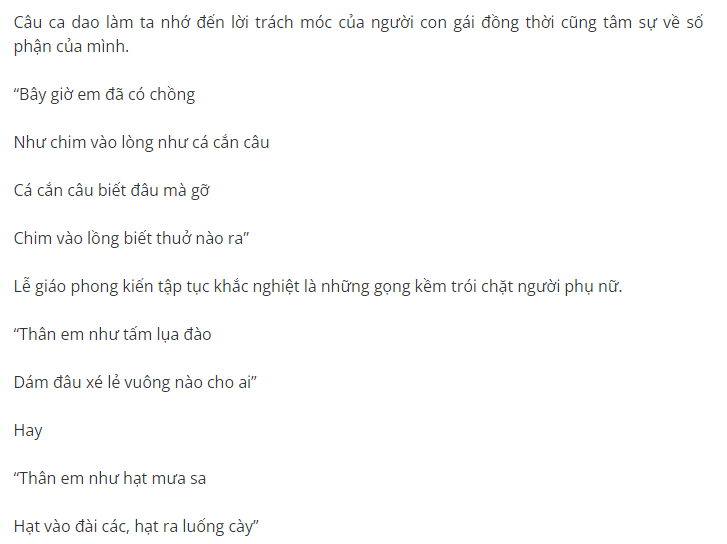 Câu ca dao làm ta nhớ đến lời trách móc của người con gái đồng thời cũng tâm sự về số
phận của mình.
“Bây giờ em đã có chồng
Như chim vào lòng như cá cắn câu
Cá cắn câu biết đâu mà gỡ
Chim vào lồng biết thuở nào ra”
Lễ giáo phong kiến tập tục khắc nghiệt là những gọng kềm trói chặt người phụ nữ.
“Thân em như tấm lụa đào
Dám đâu xé lẻ vuông nào cho ai”
Hay
“Thân em như hạt mưa sa
Hạt vào đài các, hạt ra luống cày”